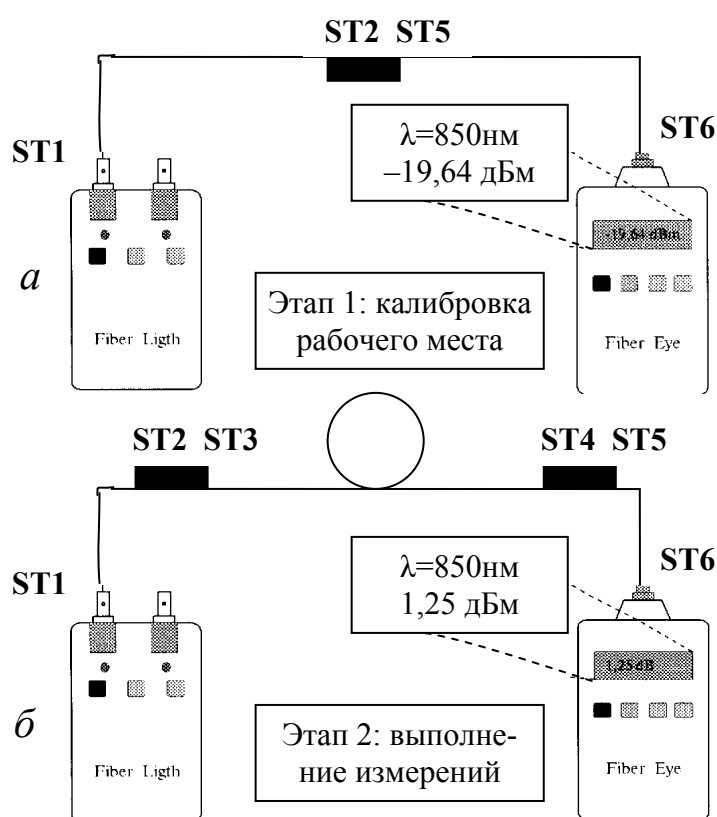 ST2 ST5
λ=850нм
–19,64 дБм
ST6
ST1
-19,64 dBm
а
Этап 1: калибровка
рабочего места
Fiber Ligth
Fiber Eye
ST2 ST3
ST4 ST5
λ=850нм
1,25 дБм
ST6
ST1
1,25 dB
б
Этап 2: выполне-
ние измерений
Fiber Ligth
Fiber Eye